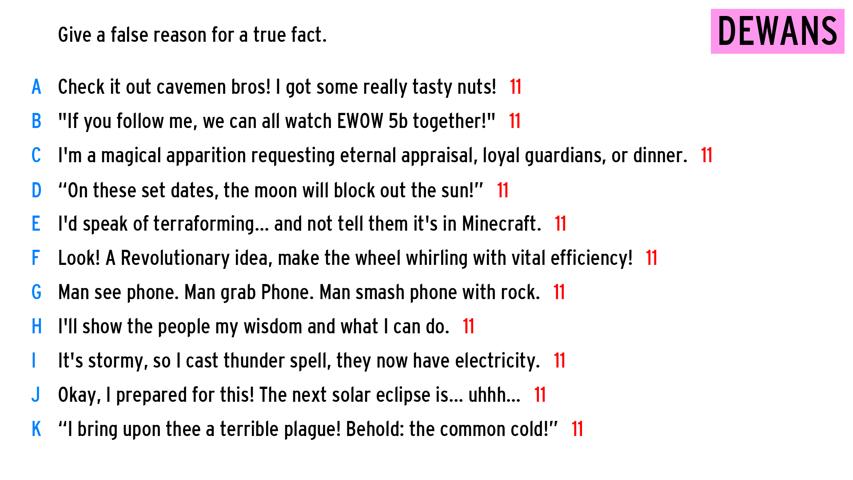 Give a false reason for a true fact.
DEWANS
A Check it out cavemen bros! I got some really tasty nuts! 11
B "If you follow me, we can all watch EWOW 5b together!" 11
C I'm a magical apparition requesting eternal appraisal, loyal guardians, or dinner. 11
D “On these set dates, the moon will block out the sun!” 11
E I'd speak of terraforming... and not tell them it's in Minecraft. 11
F Look! A Revolutionary idea, make the wheel whirling with vital efficiency! 11
G Man see phone. Man grab Phone. Man smash phone with rock. 11
H I'll show the people my wisdom and what I can do. 11
I It's stormy, so I cast thunder spell, they now have electricity. 11
J Okay, I prepared for this! The next solar eclipse is... uhhh... 11
K “I bring upon thee a terrible plague! Behold: the common cold!” 11